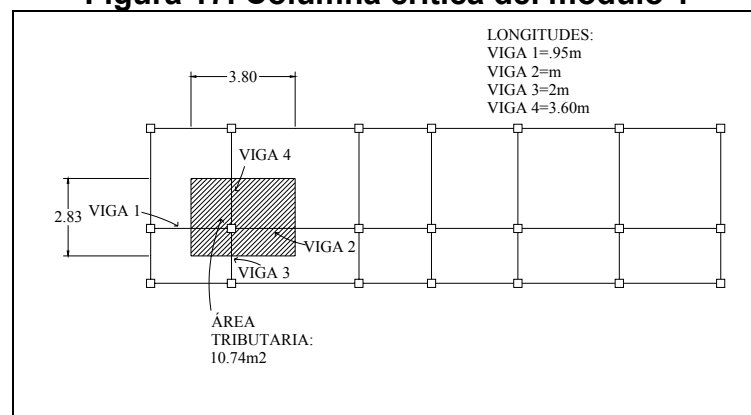 Figura 17. Columna crítica del módulo 1
LONGITUDES:
VIGA 1=.95m
VIGA 2=m
VIGA 3=2m
VIGA 4=3.60m
3.80
VIGA 4
2.83
VIGA 1
VIGA 2
VIGA 3
ÁREA
TRIBUTARIA:
10.74m2